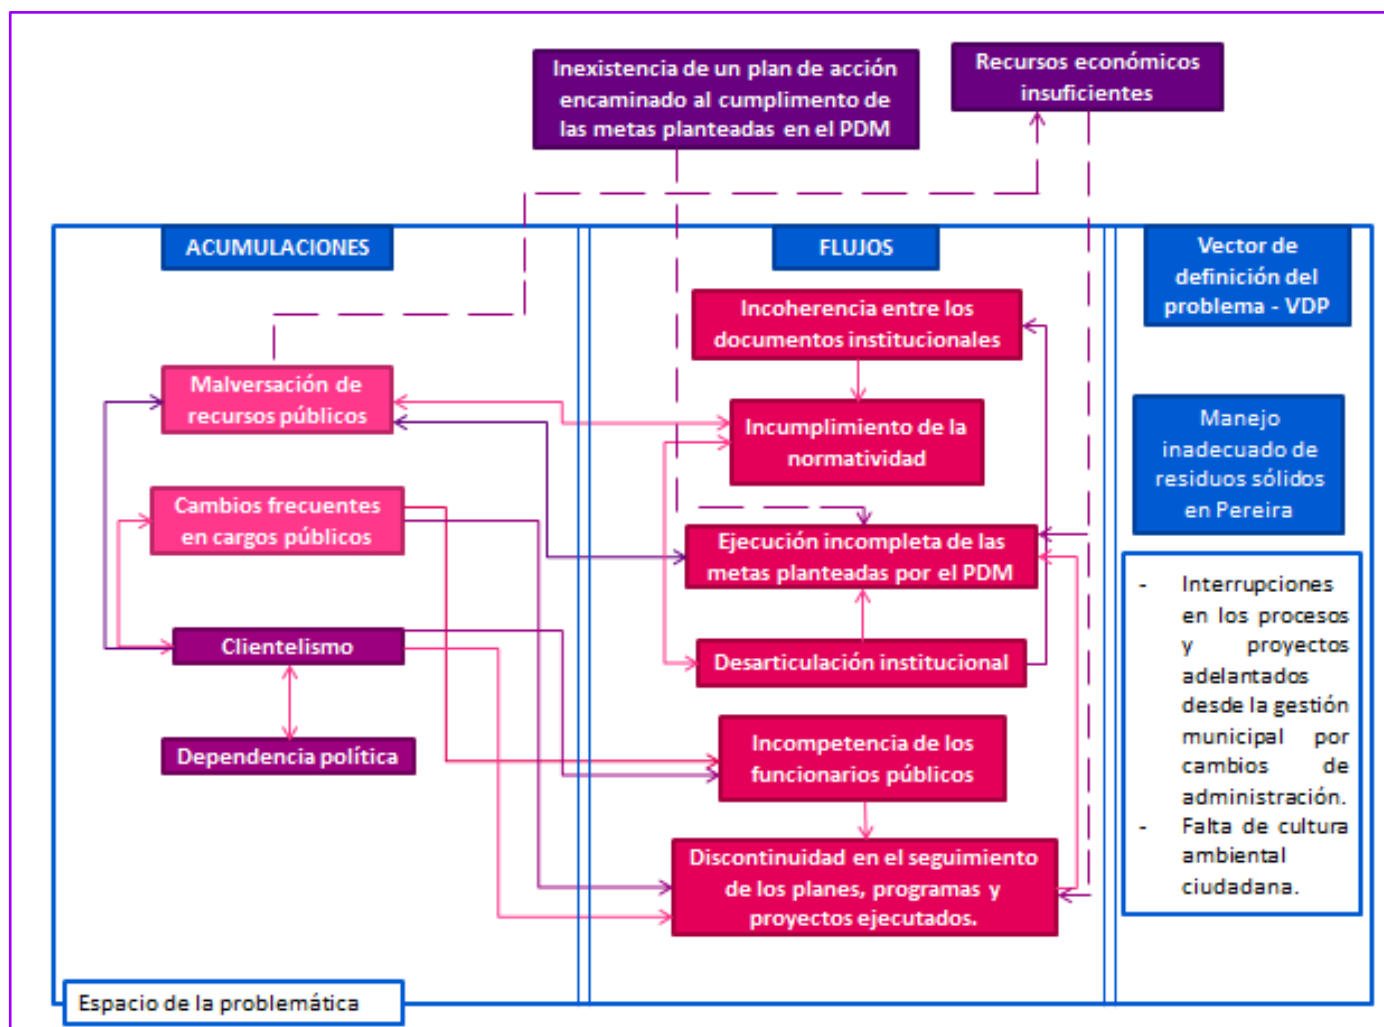 Inexistencia de un plan de acción
encaminado al cumplimento de
las metas planteadas en el PDM
Recursos económicos
insuficientes
ACUMULACIONES
Malversación de
recursos públicos
Cambios frecuentes
en cargos públicos
Clientelismo
Dependencia política
FLUJOS
Incoherencia entre los
documentos institucionales
Incumplimiento de la
normatividad
Ejecución incompleta de las
metas planteadas por el PDM
Desarticulación institucional
Incompetencia de los
funcionarios públicos
Discontinuidad en el seguimiento
de los planes, programas y
proyectos ejecutados.
Vector de
definición del
problema - VDP
Manejo
inadecuado de
residuos sólidos
en Pereira
- Interrupciones
en los procesos
y proyectos
adelantados
desde la gestión
municipal por
cambios de
administración.
- Falta de cultura
ambiental
ciudadana.
Espacio de la problemática